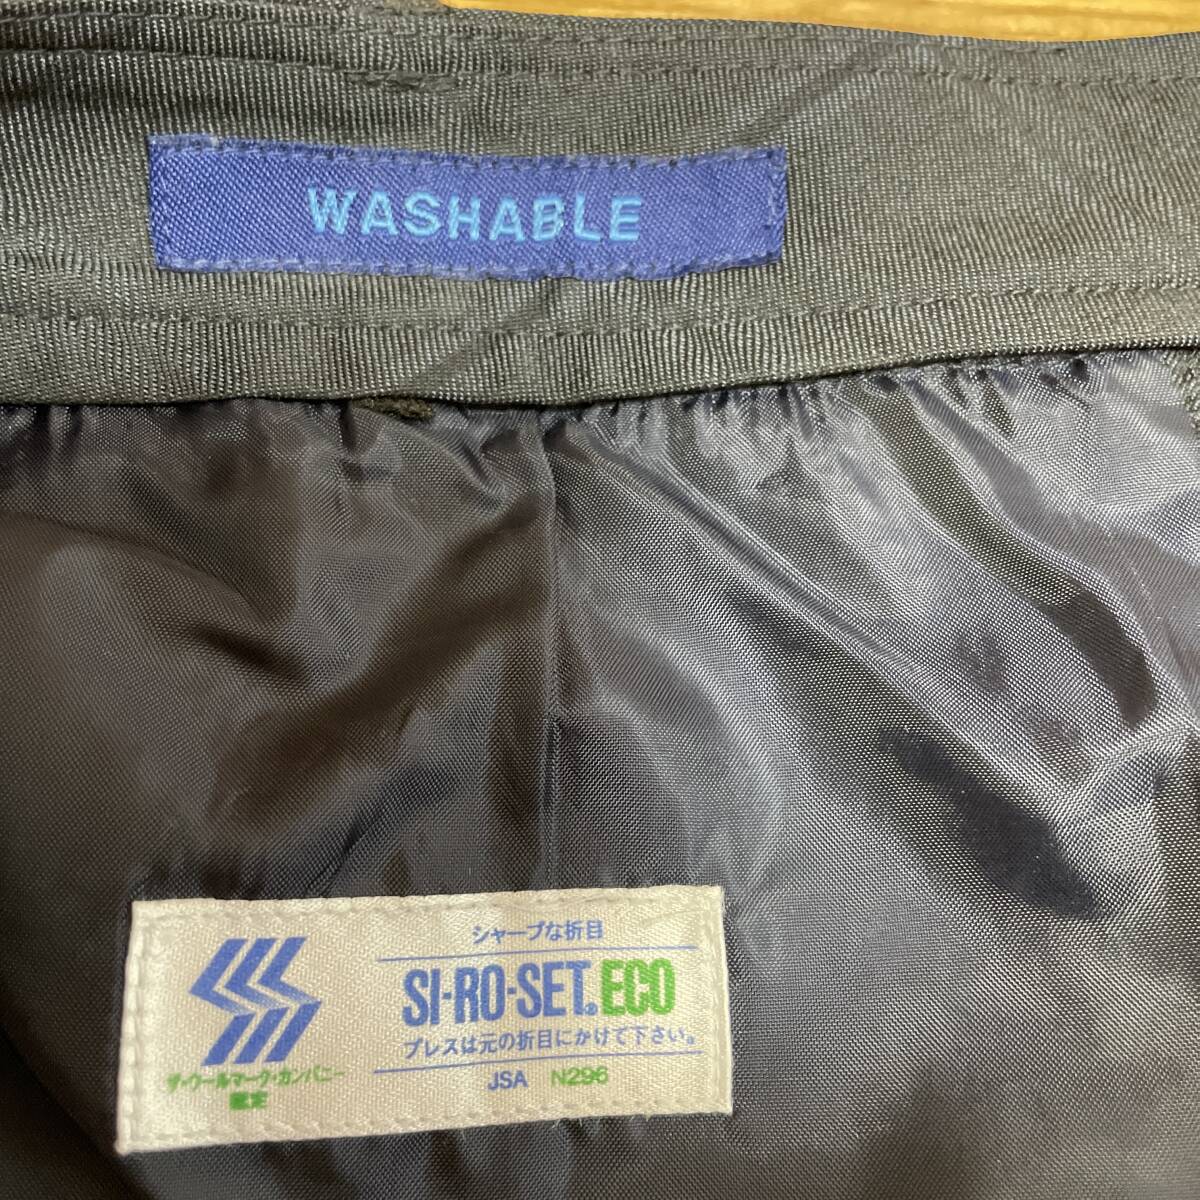 WASHABLE
シャープな折目
SI-RO-SET® ECO
プレスは元の折目にかけて下さい。
JSA N296
ザ・ウールマーク・カンパニー
認定